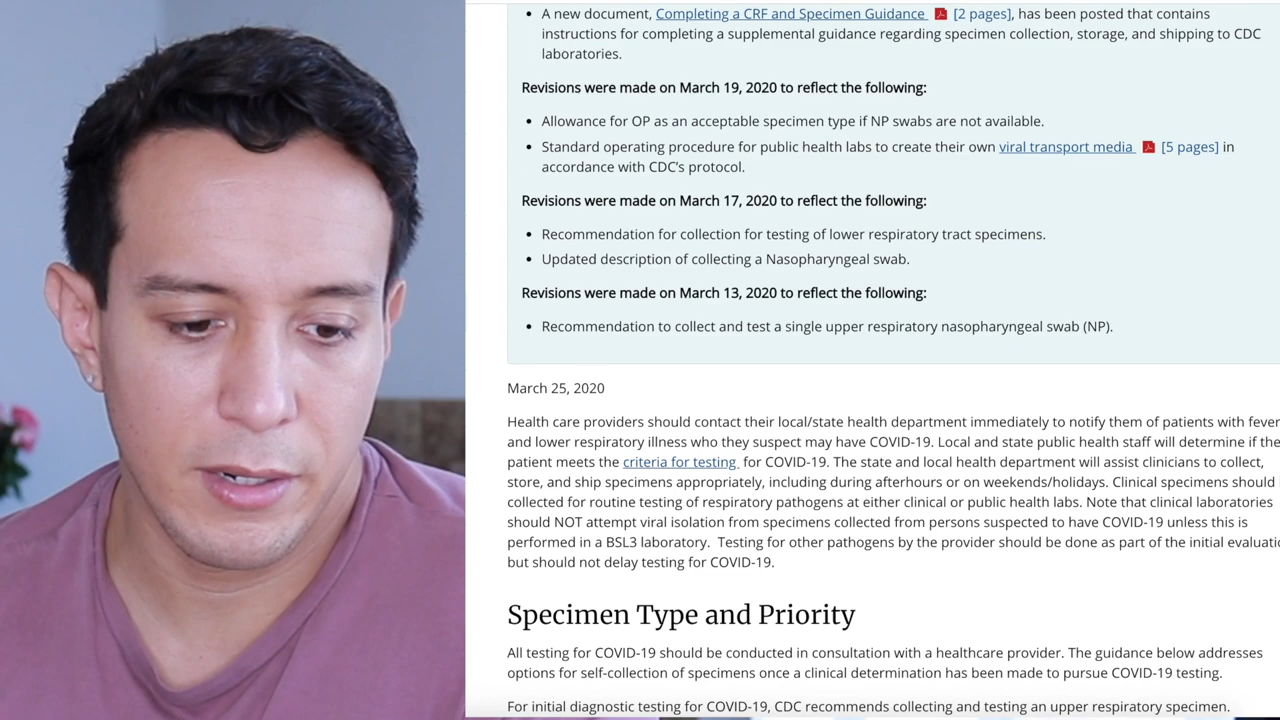 A new document, Completing a CRF and Specimen Guidance [2 pages], has been posted that contains
instructions for completing a supplemental guidance regarding specimen collection, storage, and shipping to CDC
laboratories.
Revisions were made on March 19, 2020 to reflect the following:
Allowance for OP as an acceptable specimen type if NP swabs are not available.
Standard operating procedure for public health labs to create their own viral transport media [5 pages] in
accordance with CDC's protocol.
Revisions were made on March 17, 2020 to reflect the following:
Recommendation for collection for testing of lower respiratory tract specimens.
Updated description of collecting a Nasopharyngeal swab.
Revisions were made on March 13, 2020 to reflect the following:
Recommendation to collect and test a single upper respiratory nasopharyngeal swab (NP).
March 25, 2020
Health care providers should contact their local/state health department immediately to notify them of patients with fever
and lower respiratory illness who they suspect may have COVID-19. Local and state public health staff will determine if the
patient meets the criteria for testing for COVID-19. The state and local health department will assist clinicians to collect,
store, and ship specimens appropriately, including during afterhours or on weekends/holidays. Clinical specimens should
collected for routine testing of respiratory pathogens at either clinical or public health labs. Note that clinical laboratories
should NOT attempt viral isolation from specimens collected from persons suspected to have COVID-19 unless this is
performed in a BSL3 laboratory. Testing for other pathogens by the provider should be done as part of the initial evaluatio
but should not delay testing for COVID-19.
Specimen Type and Priority
All testing for COVID-19 should be conducted in consultation with a healthcare provider. The guidance below addresses
options for self-collection of specimens once a clinical determination has been made to pursue COVID-19 testing.
For initial diagnostic testing for COVID-19, CDC recommends collecting and testing an upper respiratory specimen.